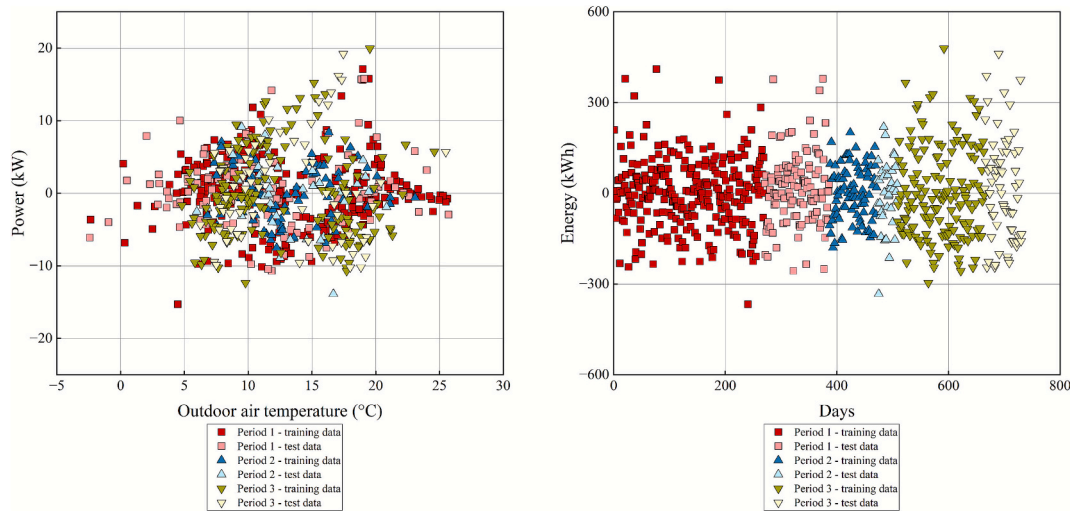 20
10
0
−10
−20
Power (kW)
−5
0
5
10
15
20
25
30
Outdoor air temperature (°C)
Period 1 - training data
Period 1 - test data
Period 2 - training data
Period 2 - test data
Period 3 - training data
Period 3 - test data
600
300
0
−300
−600
Energy (kWh)
0
200
400
600
800
Days
Period 1 - training data
Period 1 - test data
Period 2 - training data
Period 2 - test data
Period 3 - training data
Period 3 - test data